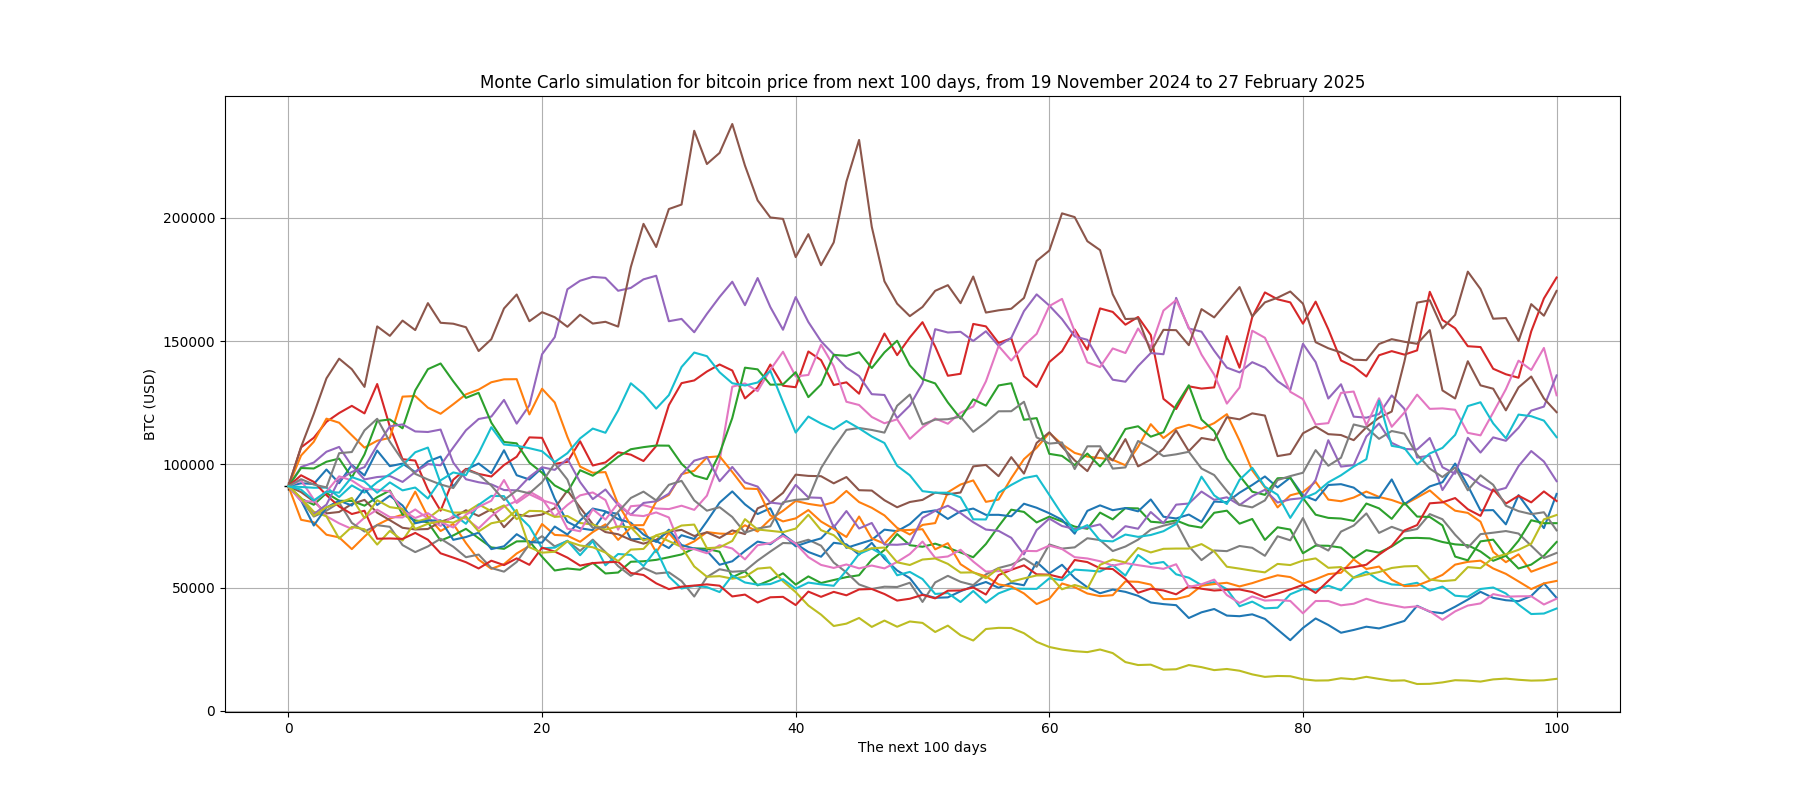 Monte Carlo simulation for bitcoin price from next 100 days, from 19 November 2024 to 27 February 2025
BTC (USD)
200000
150000
100000
50000
0
0 20 40 60 80 100
The next 100 days